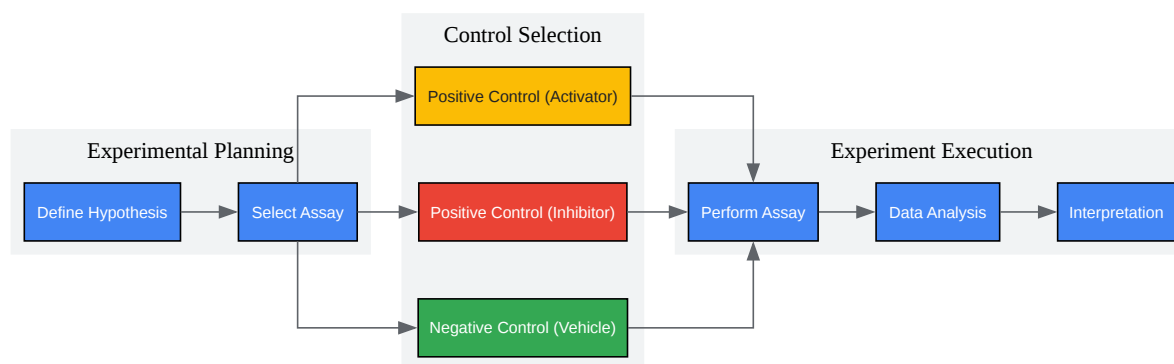 Control Selection
Positive Control (Activator)
Experimental Planning
Experiment Execution
Define Hypothesis
Select Assay
Positive Control (Inhibitor)
Perform Assay
Data Analysis
Interpretation
Negative Control (Vehicle)